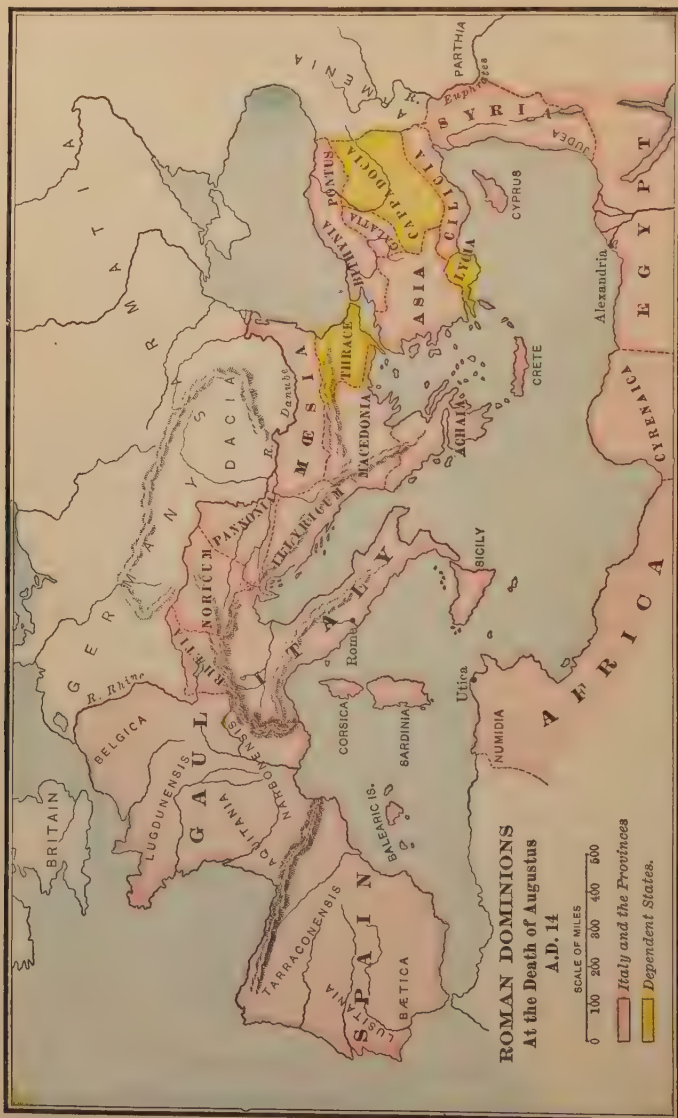 ROMAN DOMINIONS
At the Death of Augustus
A.D. 14
SCALE OF MILES
0 100 200 300 400 500
Italy and the Provinces
Dependent States.
BRITAIN
GERMANY
R. Rhine
BELGICA
LUGDUNENSIS
GAUL
AQUITANIA
NARBONENSIS
TARRACONENSIS
SPAIN
LUSITANIA
BÆTICA
BALEARIC IS.
CORSICA
SARDINIA
RHETIA
NORICUM
PANNONI
ILLYRICUM
ITALY
Rome
SICILY
Utica
NUMIDIA
AFRICA
SARMATIA
DACIA
R. Danube
MŒSIA
THRACE
MACEDONIA
ACHAIA
CRETE
CYRENAICA
BITHYNIA
PONTUS
GALATIA
CAPPADOCIA
ASIA
LYCIA
CILICIA
CYPRUS
ARMENIA
PARTHIA
R. Euphrates
SYRIA
JUDEA
Alexandria
EGYPT